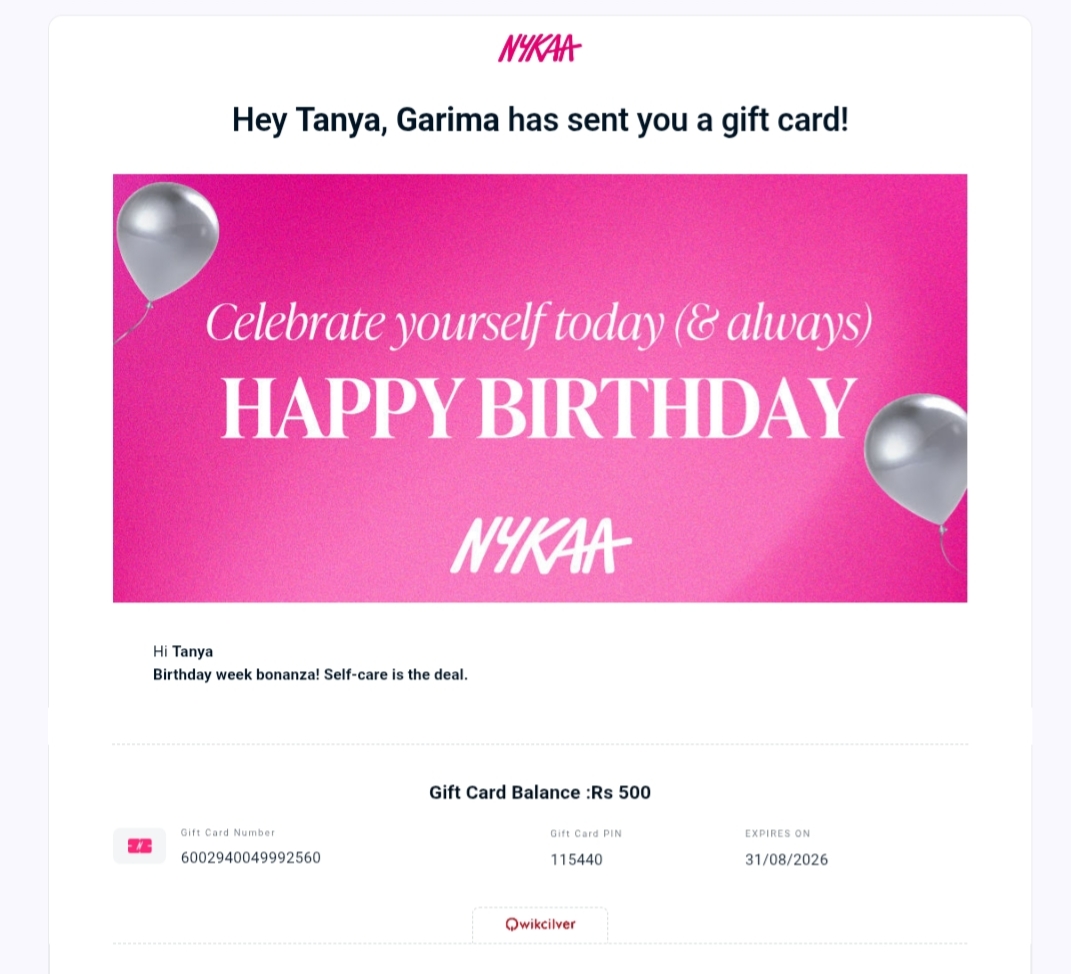 NYKAA
Hey Tanya, Garima has sent you a gift card!
Celebrate yourself today (& always)
HAPPY BIRTHDAY
NYKAA
Hi Tanya
Birthday week bonanza! Self-care is the deal.
Gift Card Balance :Rs 500
Gift Card Number
6002940049992560
Gift Card PIN
115440
EXPIRES ON
31/08/2026
Qwikcilver